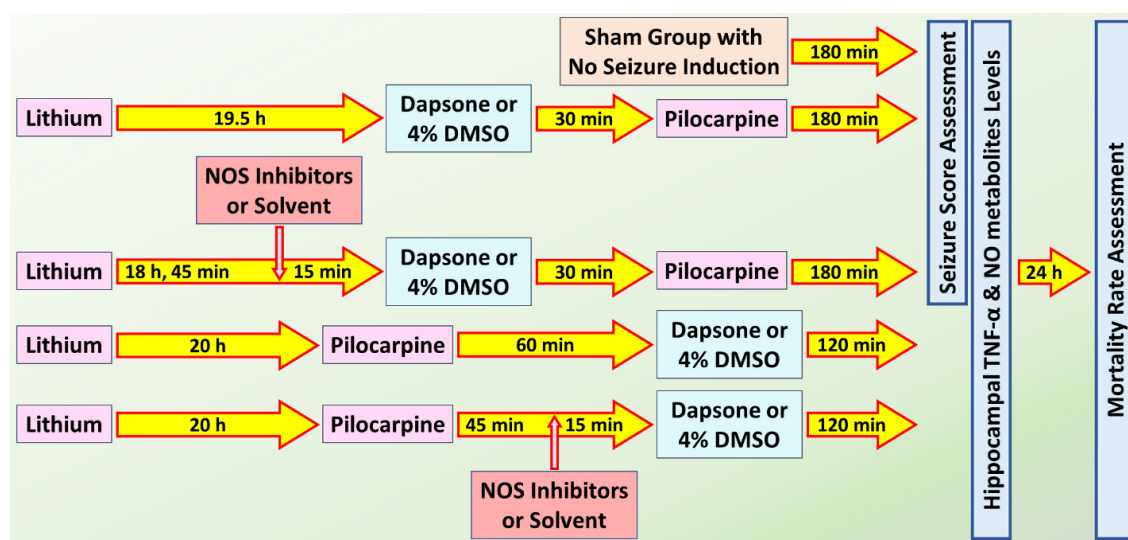 Sham Group with
No Seizure Induction
180 min
Lithium
19.5 h
Dapsone or
4% DMSO
30 min
Pilocarpine
180 min
NOS Inhibitors
or Solvent
Lithium
18 h, 45 min
15 min
Dapsone or
4% DMSO
30 min
Pilocarpine
180 min
Lithium
20 h
Pilocarpine
60 min
Dapsone or
4% DMSO
120 min
Lithium
20 h
Pilocarpine
45 min
15 min
Dapsone or
4% DMSO
120 min
NOS Inhibitors
or Solvent
Seizure Score Assessment
Hippocampal TNF-α & NO metabolites Levels
24 h
Mortality Rate Assessment